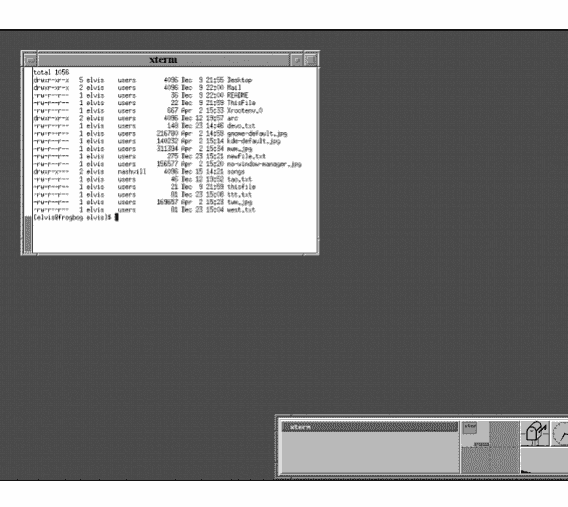 xterm
total 1056
drwxr-xr-x 5 elvis users 4096 Dec 9 21:55 Desktop
drwxr-xr-x 2 elvis users 4096 Dec 9 22:00 Mail
-rw-r--r-- 1 elvis users 36 Dec 9 22:00 README
-rw-r--r-- 1 elvis users 22 Dec 9 21:59 ThisFile
-rw-r--r-- 1 elvis users 667 Apr 2 15:33 Xrootenv.0
drwxr-xr-x 2 elvis users 4096 Dec 12 19:57 arc
-rw-r--r-- 1 elvis users 148 Dec 23 14:46 devo.txt
-rw-r--r-- 1 elvis users 216780 Apr 2 14:58 gnome-default.jpg
-rw-r--r-- 1 elvis users 140232 Apr 2 15:14 kde-default.jpg
-rw-r--r-- 1 elvis users 311394 Apr 2 15:34 mwm.jpg
-rw-r--r-- 1 elvis users 275 Dec 23 15:21 newfile.txt
-rw-r--r-- 1 elvis users 156577 Apr 2 15:20 no-window-manager.jpg
drwxrws--x 2 elvis nashvill 4096 Dec 15 14:21 songs
-rw-r--r-- 1 elvis users 46 Dec 12 19:52 tao.txt
-rw-r--r-- 1 elvis users 21 Dec 9 21:59 thisfile
-rw-r--r-- 1 elvis users 81 Dec 23 15:08 ttt.txt
-rw-r--r-- 1 elvis users 169637 Apr 2 15:23 twm.jpg
-rw-r--r-- 1 elvis users 81 Dec 23 15:04 west.txt
[elvis@frogbog elvis]$
xterm